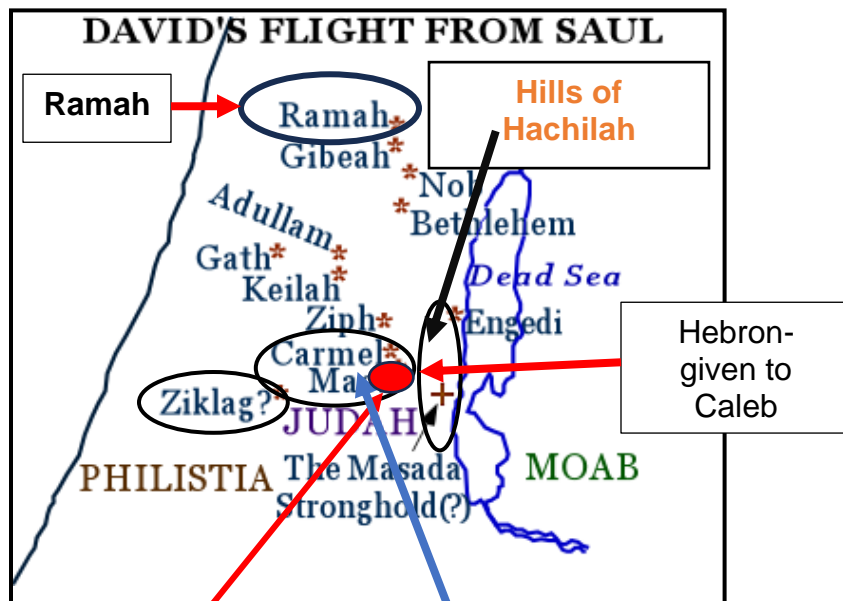 DAVID'S FLIGHT FROM SAUL
Ramah
Hills of
Hachilah
Ramah
Gibeah
Nob
Bethlehem
Adullam
Gath
Keilah
Dead Sea
Ziph
Engedi
Carmel
Hebron-
given to
Caleb
Ziklag?
JUDAH
PHILISTIA
The Masada
Stronghold(?)
MOAB